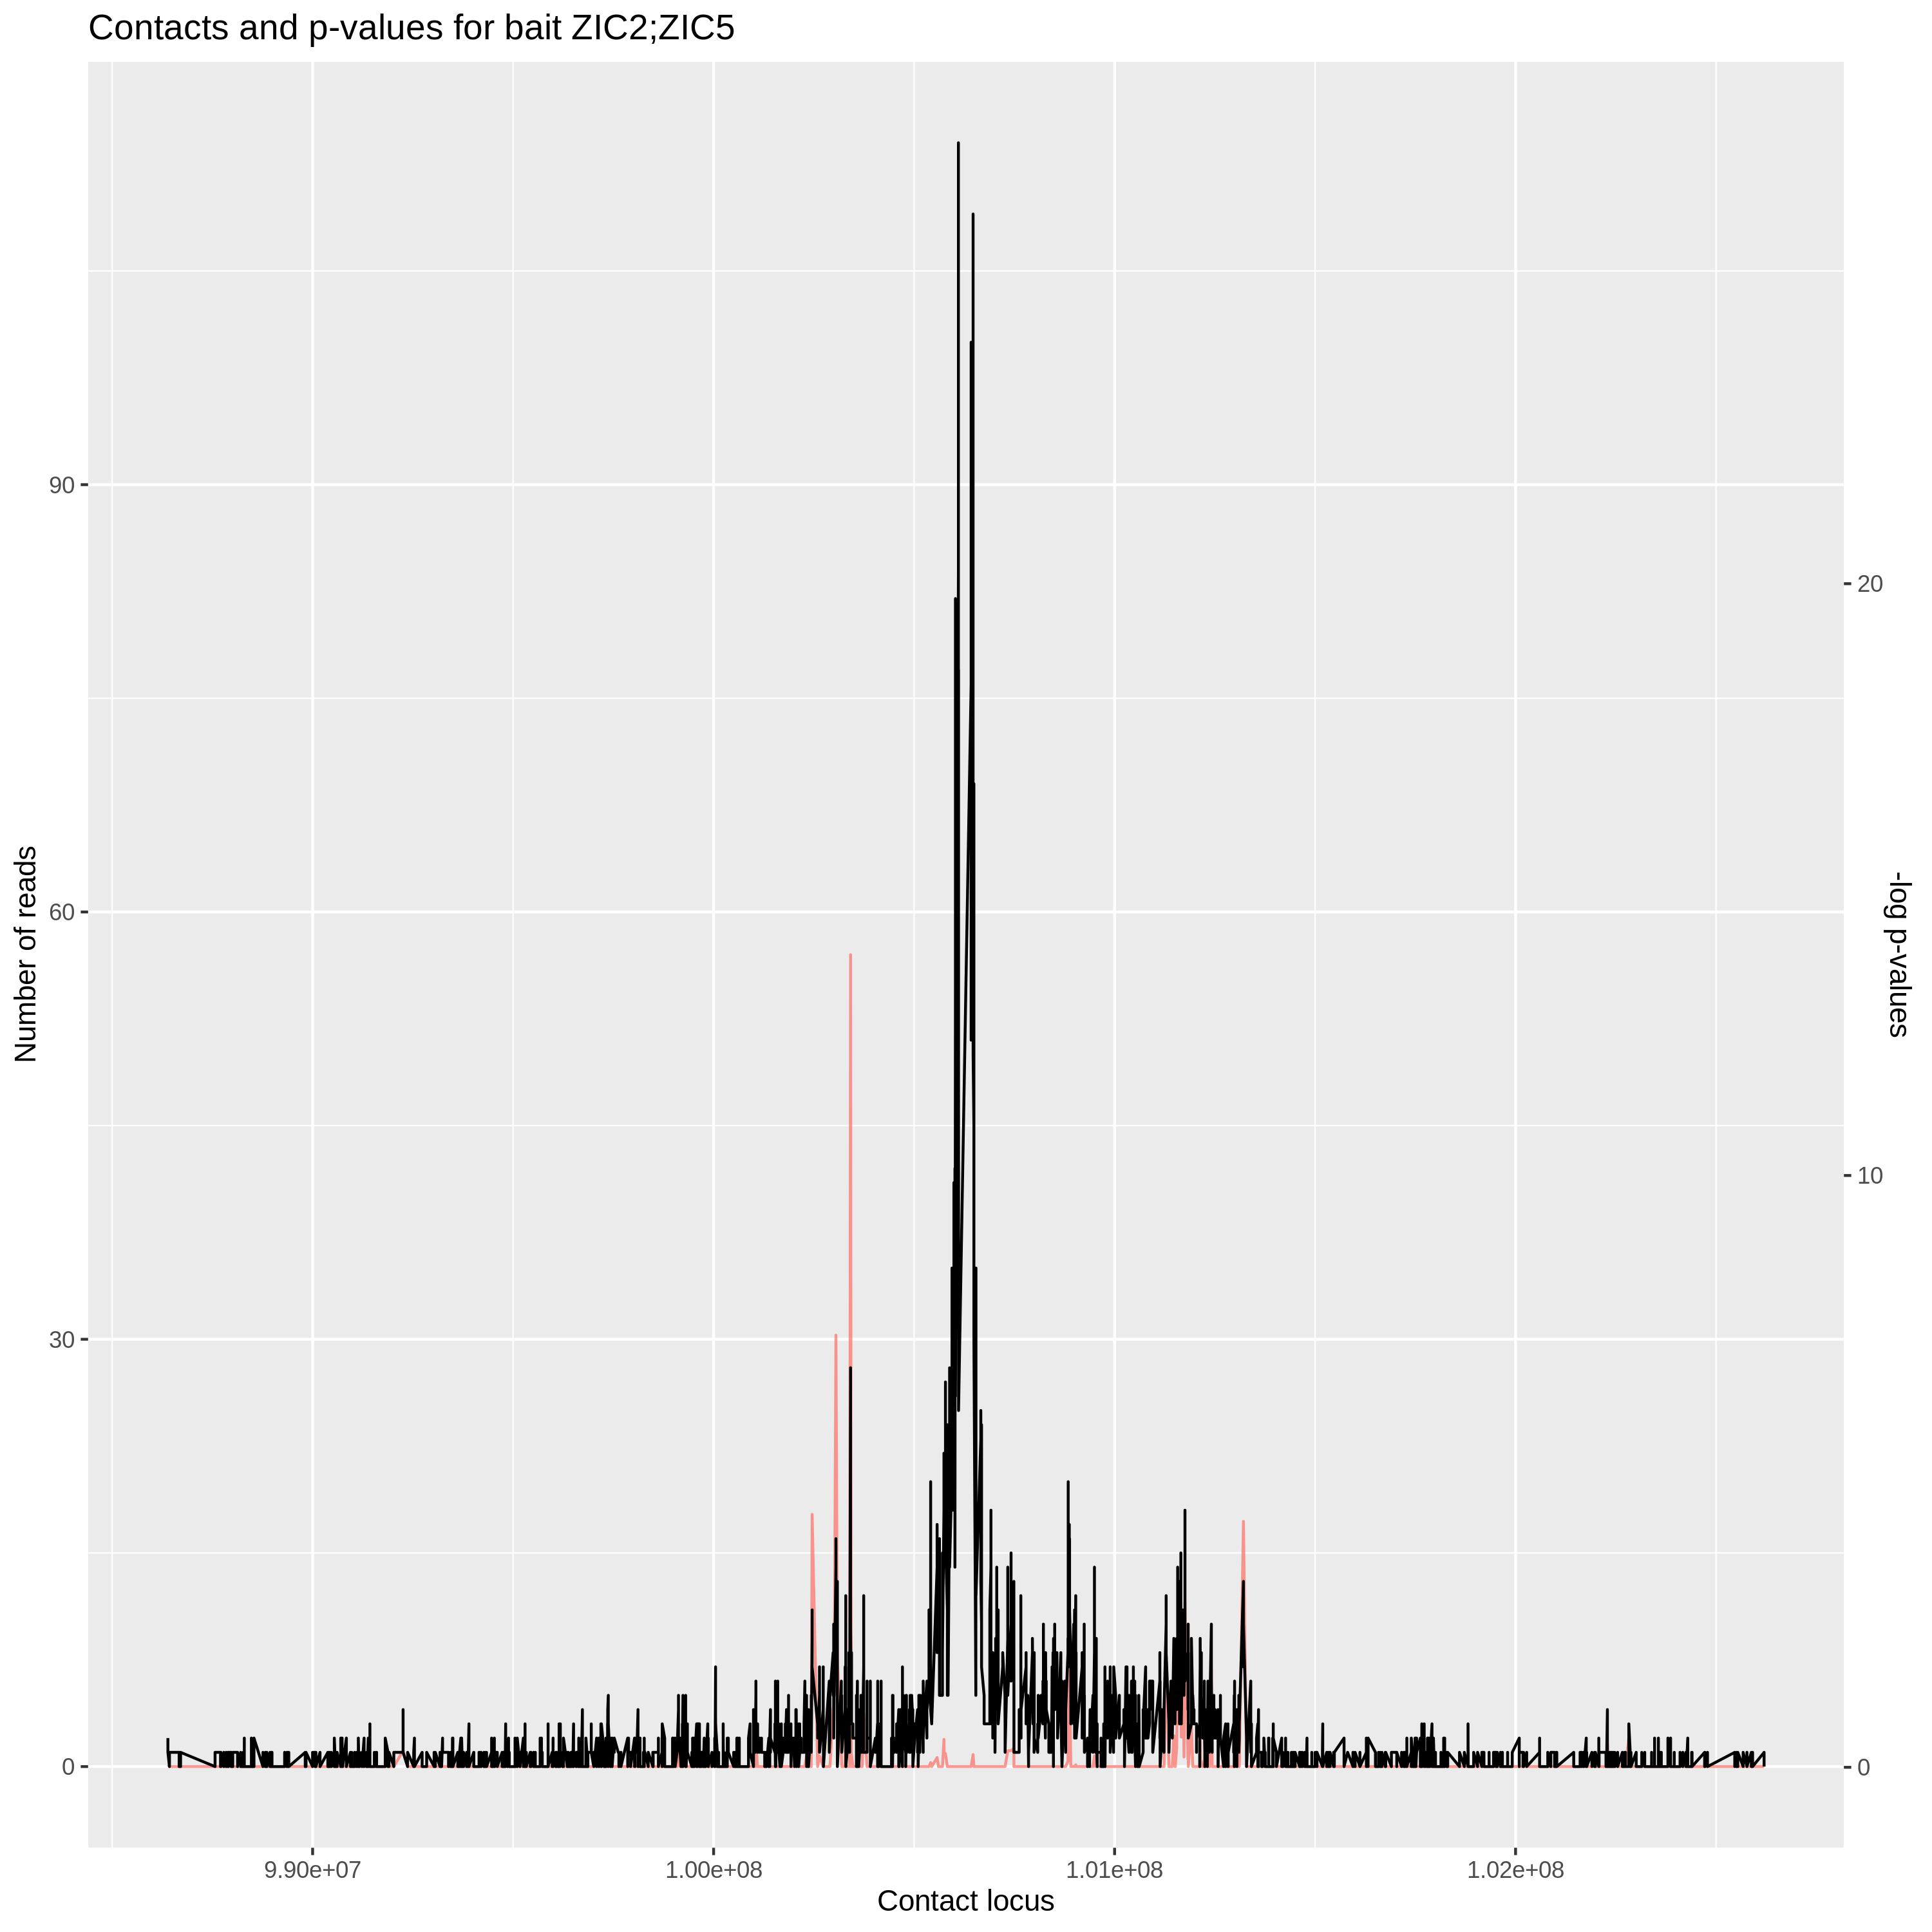 Contacts and p-values for bait ZIC2;ZIC5
Number of reads
90
60
30
0
20
10
0
-log p-values
9.90e+07
1.00e+08
1.01e+08
1.02e+08
Contact locus